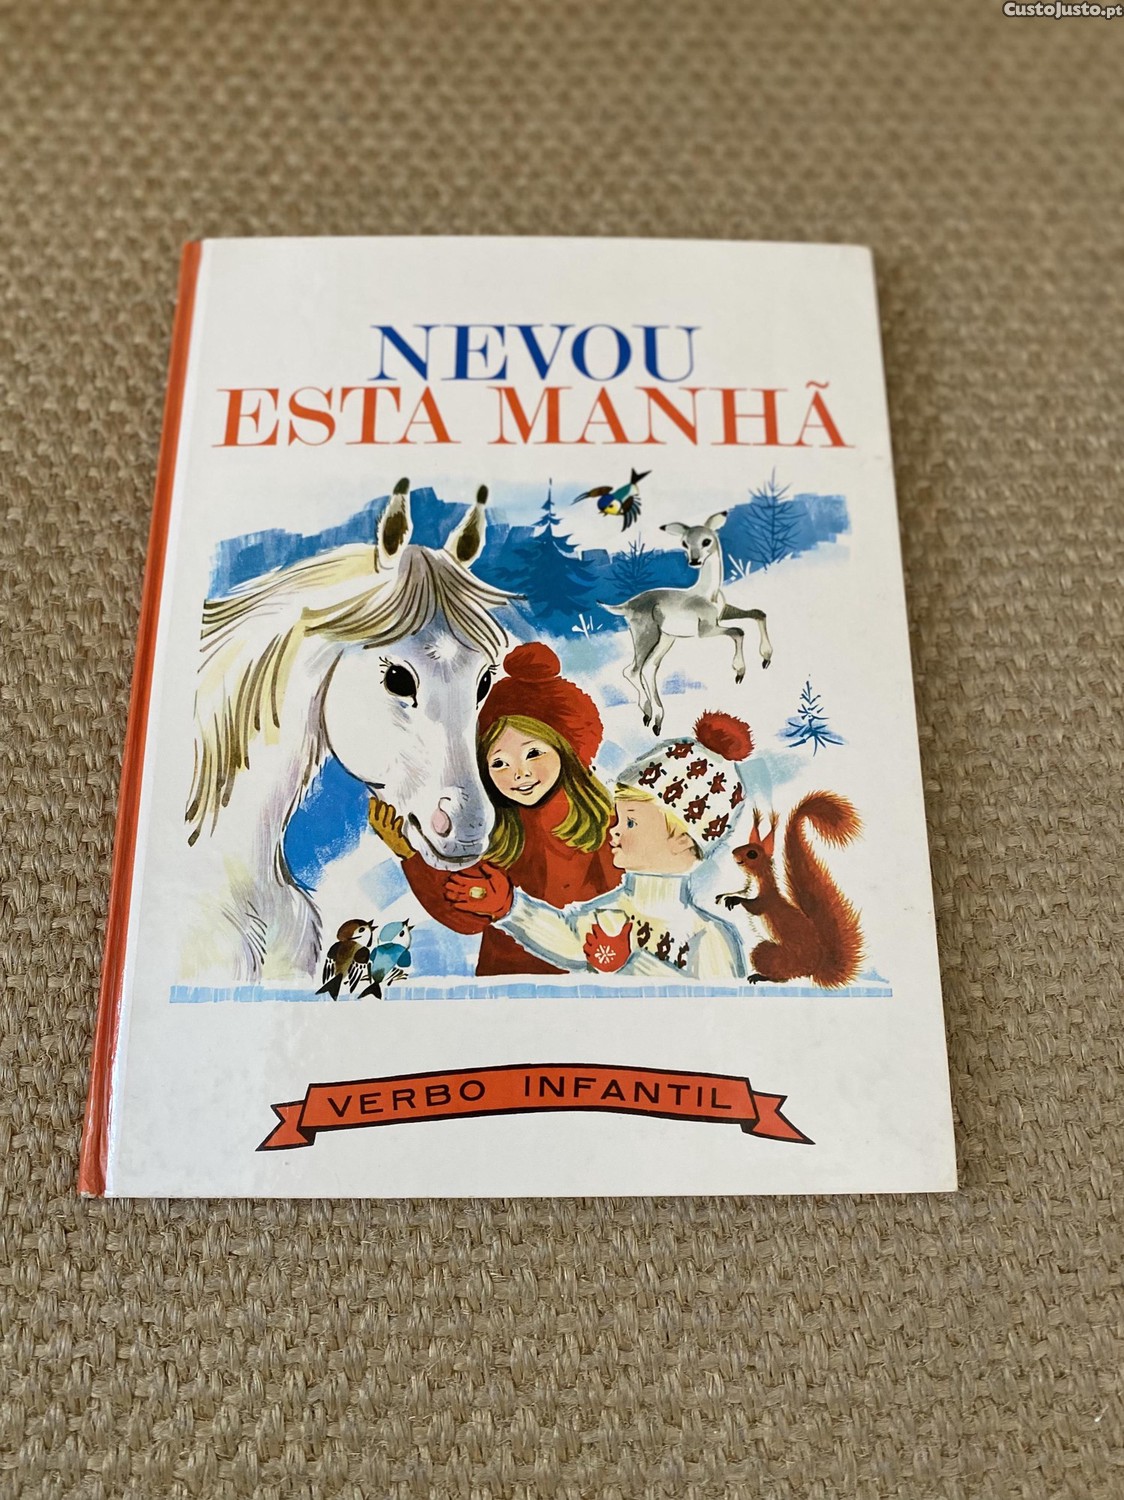 CustoJusto.pt
NEVOU
ESTA MANHÃ
VERBO INFANTIL